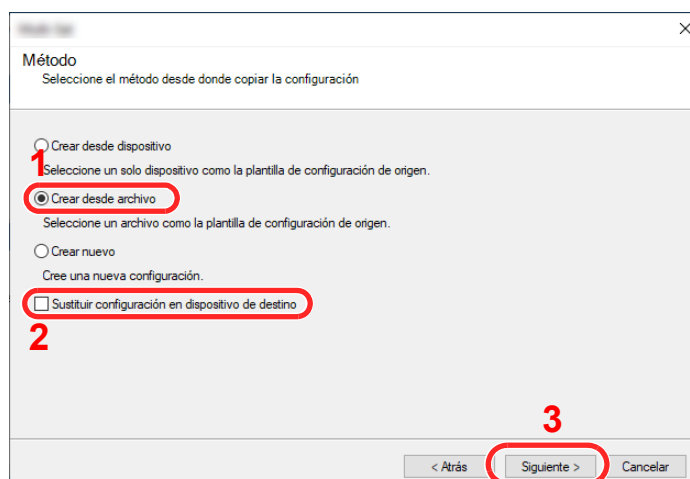 Método
Seleccione el método desde donde copiar la configuración
Crear desde dispositivo
1
Seleccione un solo dispositivo como la plantilla de configuración de origen.
Crear desde archivo
Seleccione un archivo como la plantilla de configuración de origen.
Crear nuevo
Cree una nueva configuración.
Sustituir configuración en dispositivo de destino
2
3
< Atrás
Siguiente >
Cancelar